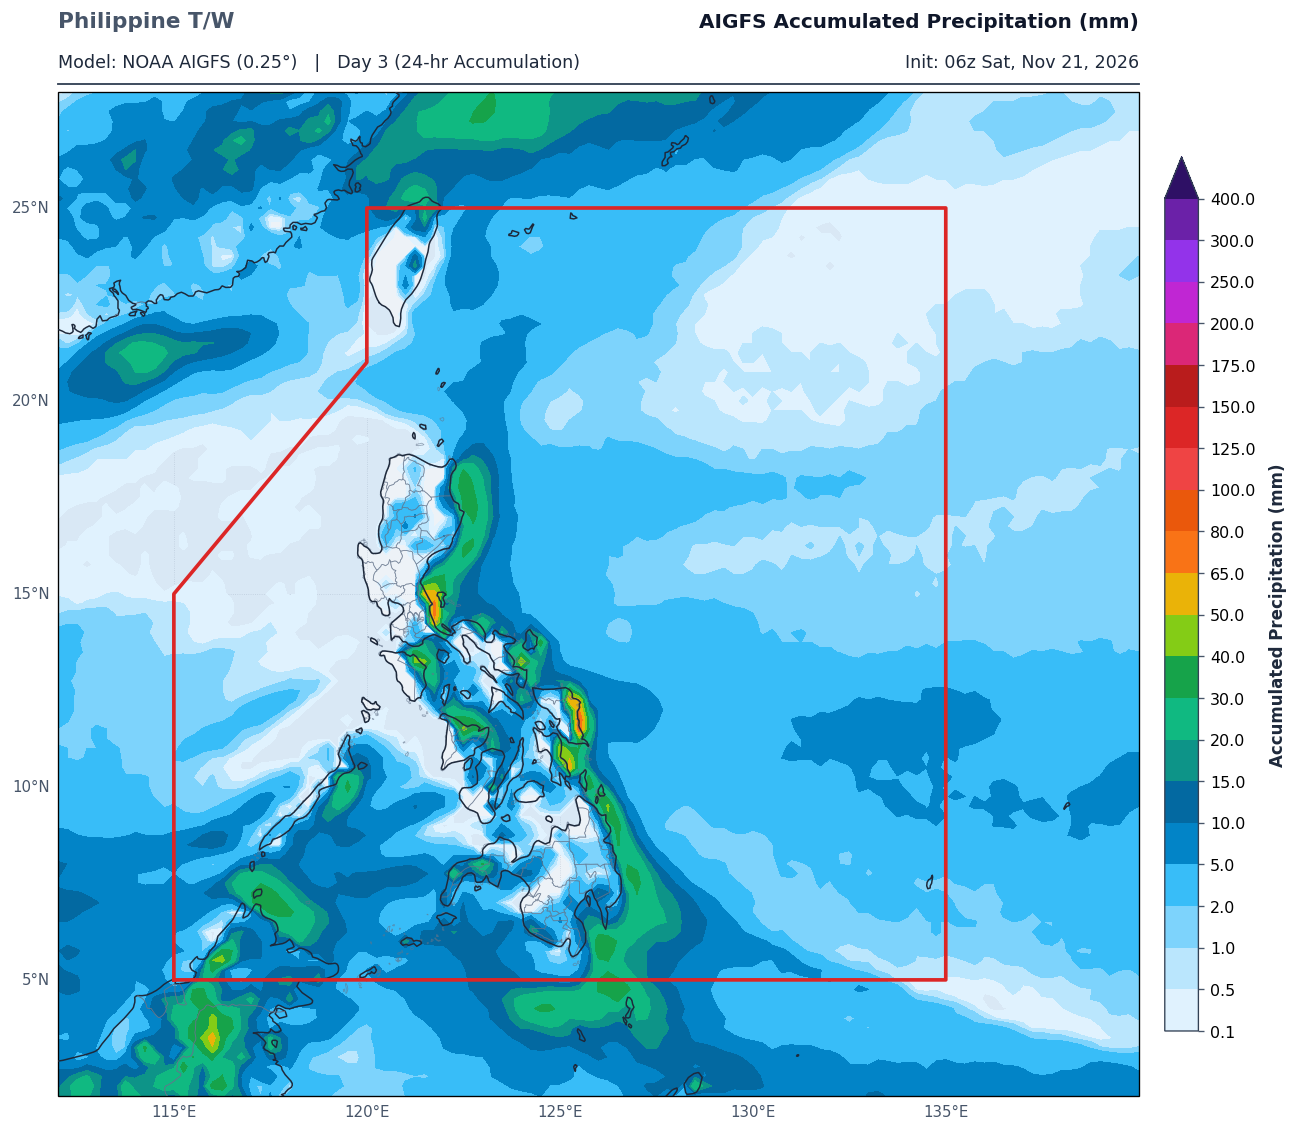 Philippine T/W
AIGFS Accumulated Precipitation (mm)
Model: NOAA AIGFS (0.25°)   |   Day 3 (24-hr Accumulation)
Init: 06z Sat, Nov 21, 2026
25°N
20°N
15°N
10°N
5°N
115°E
120°E
125°E
130°E
135°E
400.0
300.0
250.0
200.0
175.0
150.0
125.0
100.0
80.0
65.0
50.0
40.0
30.0
20.0
15.0
10.0
5.0
2.0
1.0
0.5
0.1
Accumulated Precipitation (mm)